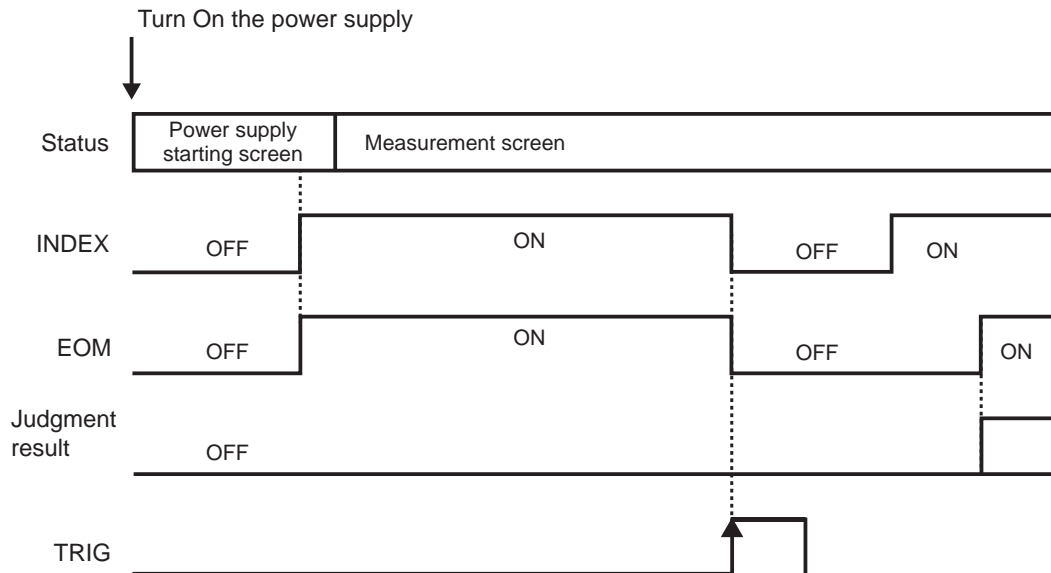 Turn On the power supply
Status
Power supply
starting screen
Measurement screen
INDEX
OFF
ON
OFF
ON
EOM
OFF
ON
OFF
ON
Judgment
result
OFF
TRIG